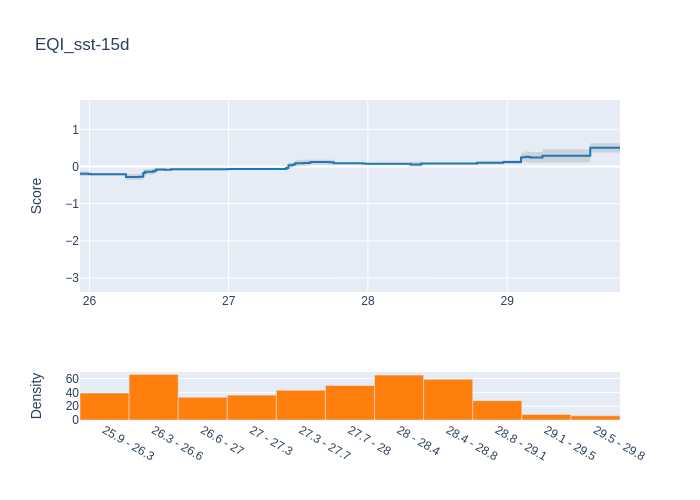 EQI_sst-15d
Score
1
0
−1
−2
−3
26 27 28 29
Density
60
40
20
0
25.9 - 26.3
26.3 - 26.6
26.6 - 27
27 - 27.3
27.3 - 27.7
27.7 - 28
28 - 28.4
28.4 - 28.8
28.8 - 29.1
29.1 - 29.5
29.5 - 29.8